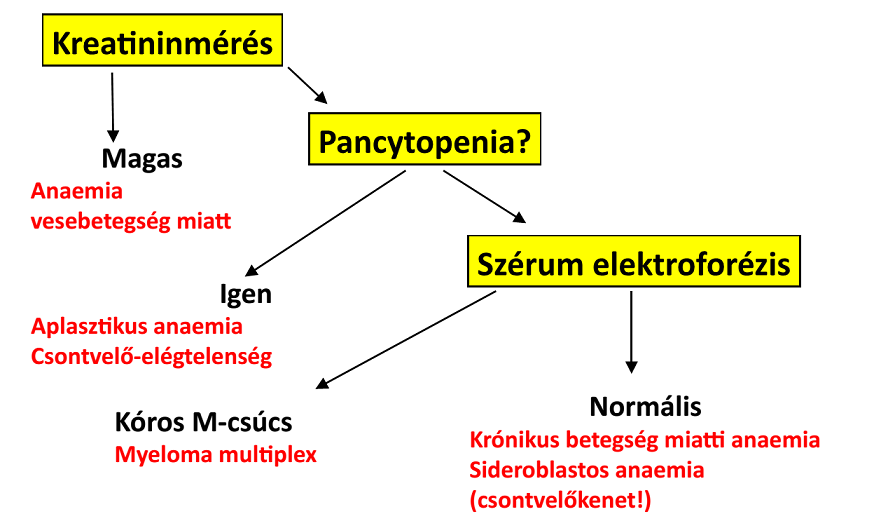 Kreatininmérés
Pancytopenia?
Magas
Anaemia
vesebetegség miatt
Szérum elektroforézis
Igen
Aplasztikus anaemia
Csontvelő-elégtelenség
Kóros M-csúcs
Myeloma multiplex
Normális
Krónikus betegség miatti anaemia
Sideroblastos anaemia
(csontvelőkenet!)